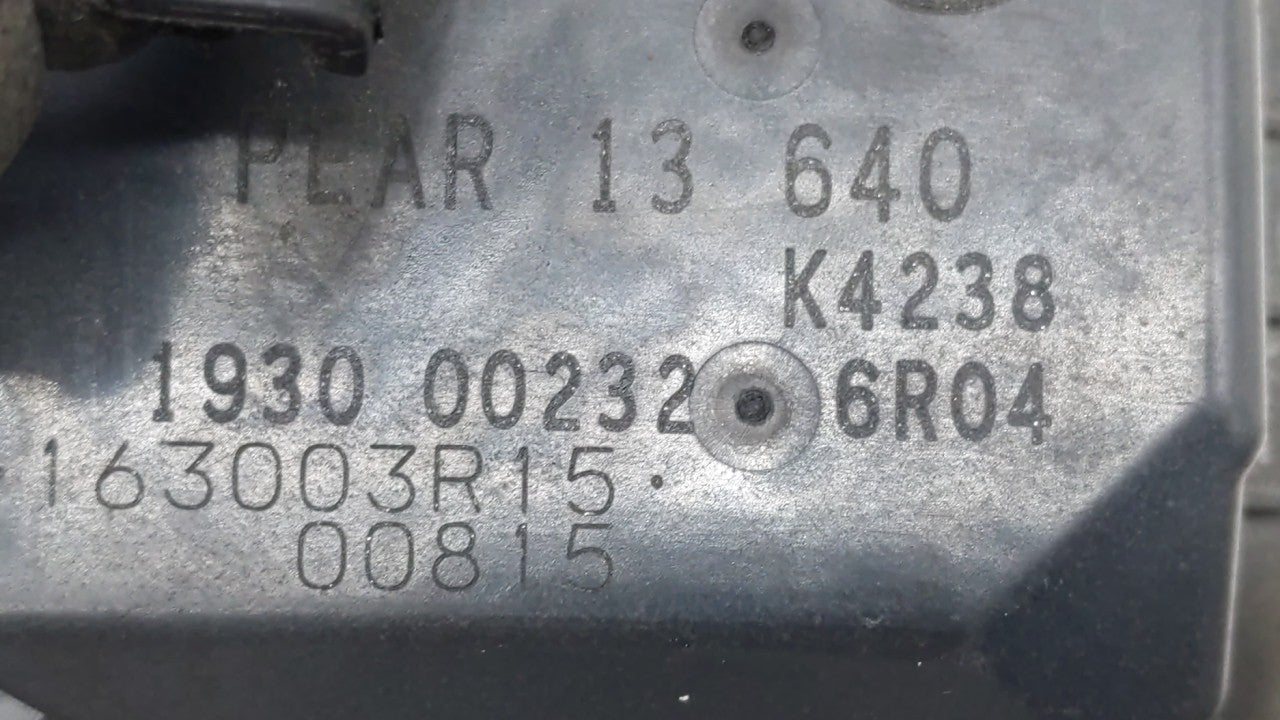 PEAR 13 640
K4238
1930 00232 6R04
163003R15.
00815